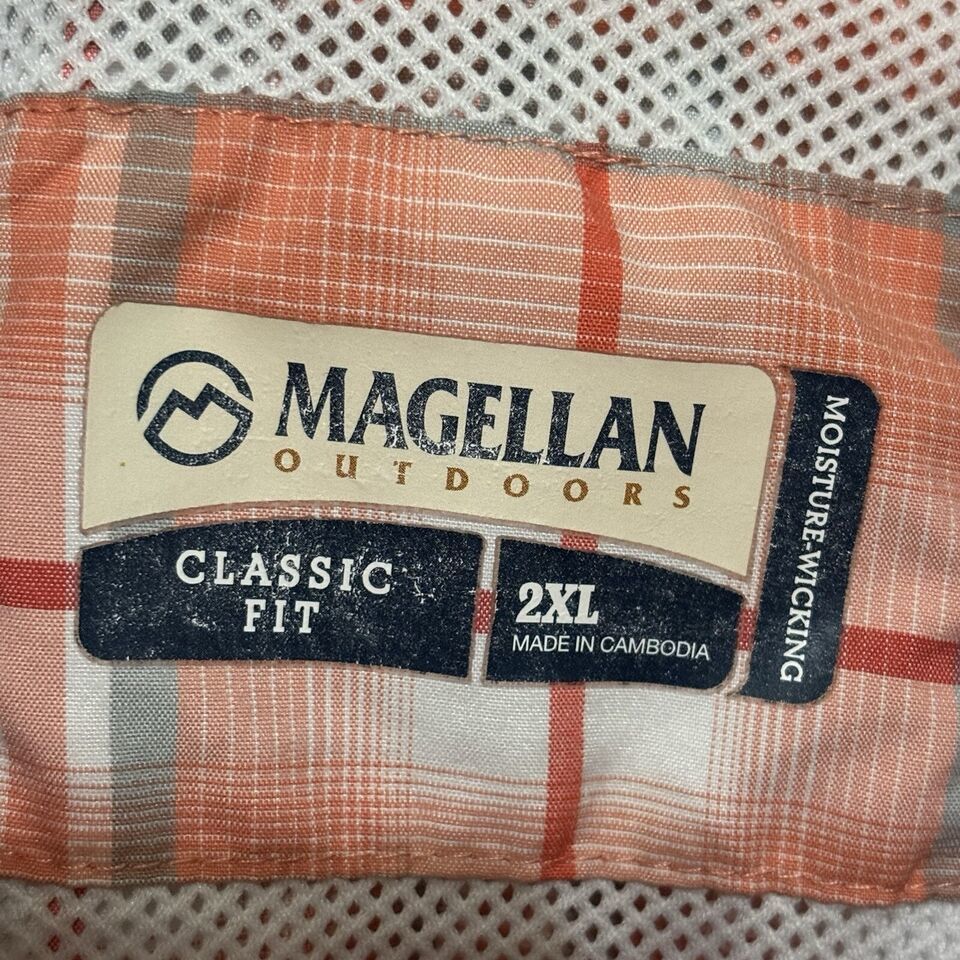 MAGELLAN
OUTDOORS
CLASSIC
FIT
2XL
MADE IN CAMBODIA
MOISTURE-WICKING